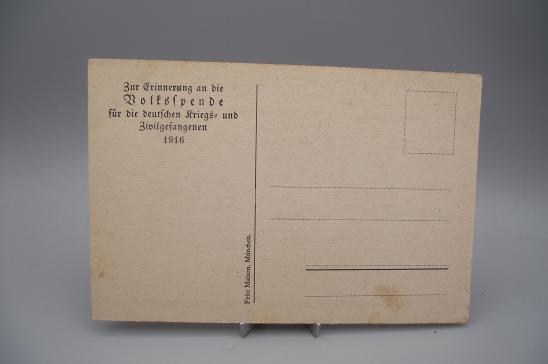 Zur Erinnerung an die
Volksspende
für die deutschen Kriegs- und
Zivilgefangenen
1916
Fritz Maison, München.